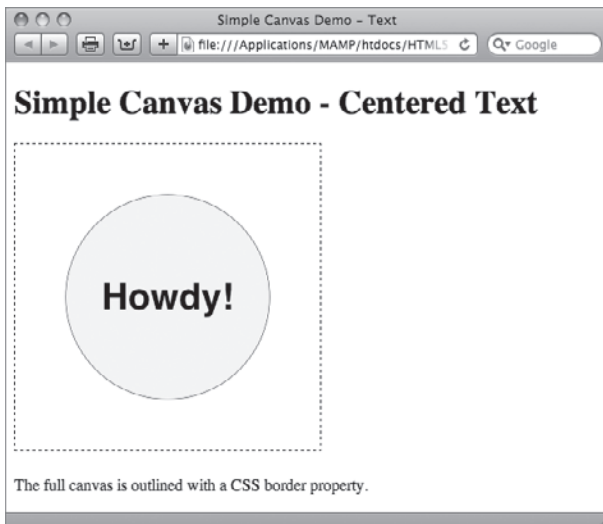 Simple Canvas Demo - Text
file:///Applications/MAMP/htdocs/HTML5
Google
Simple Canvas Demo - Centered Text
Howdy!
The full canvas is outlined with a CSS border property.